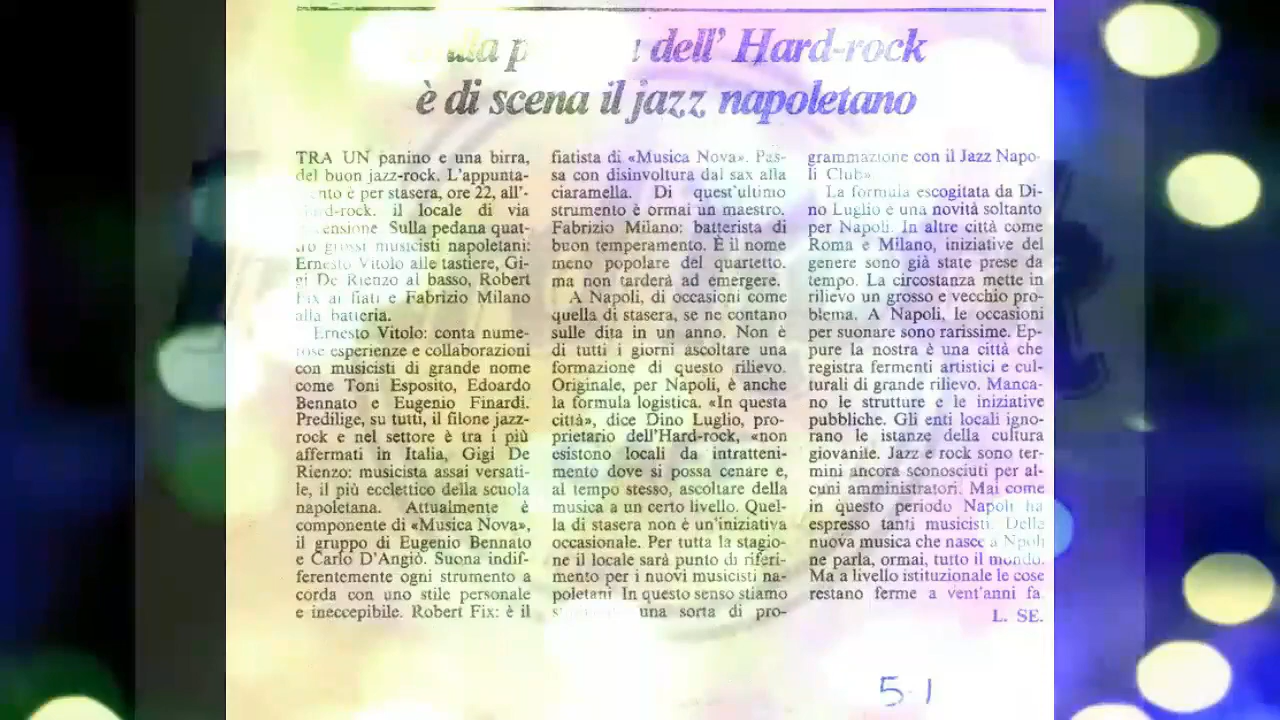 dell' Hard-rock
è di scena il jazz napoletano
TRA UN panino e una birra,
del buon jazz-rock. L'appunta-
è per stasera, ore 22, all'-
il locale di via
Sulla pedana quat-
grossi musicisti napoletani:
Ernesto Vitolo alle tastiere, Gi-
gi De Rienzo al basso, Robert
Fix ai fiati e Fabrizio Milano
alla batteria.
Ernesto Vitolo: conta nume-
rose esperienze e collaborazioni
con musicisti di grande nome
come Toni Esposito, Edoardo
Bennato e Eugenio Finardi.
Predilige, su tutti, il filone jazz-
rock e nel settore è tra i più
affermati in Italia, Gigi De
Rienzo: musicista assai versati-
le, il più ecclettico della scuola
napoletana. Attualmente è
componente di «Musica Nova»,
il gruppo di Eugenio Bennato
e Carlo D'Angiò. Suona indif-
ferentemente ogni strumento a
corda con uno stile personale
e ineccepibile. Robert Fix: è il
fiatista di «Musica Nova». Pas-
sa con disinvoltura dal sax alla
ciaramella. Di quest'ultimo
strumento è ormai un maestro.
Fabrizio Milano: batterista di
buon temperamento. È il nome
meno popolare del quartetto.
ma non tarderà ad emergere.
A Napoli, di occasioni come
quella di stasera, se ne contano
sulle dita in un anno. Non è
di tutti i giorni ascoltare una
formazione di questo rilievo.
Originale, per Napoli, è anche
la formula logistica. «In questa
città», dice Dino Luglio, pro-
prietario dell'Hard-rock, «non
esistono locali da intratteni-
mento dove si possa cenare e,
al tempo stesso, ascoltare della
musica a un certo livello. Quel-
la di stasera non è un'iniziativa
occasionale. Per tutta la stagio-
ne il locale sarà punto di riferi-
mento per i nuovi musicisti na-
poletani. In questo senso stiamo
una sorta di pro-
grammazione con il Jazz Napo-
li Club»
La formula escogitata da Di-
no Luglio è una novità soltanto
per Napoli. In altre città come
Roma e Milano, iniziative del
genere sono già state prese da
tempo. La circostanza mette in
rilievo un grosso e vecchio pro-
blema. A Napoli, le occasioni
per suonare sono rarissime. Ep-
pure la nostra è una città che
registra fermenti artistici e cul-
turali di grande rilievo. Manca-
no le strutture e le iniziative
pubbliche. Gli enti locali igno-
rano le istanze della cultura
giovanile. Jazz e rock sono ter-
mini ancora sconosciuti per al-
cuni amministratori. Mai come
in questo periodo Napoli ha
espresso tanti musicisti. Della
nuova musica che nasce a Npoli
ne parla, ormai, tutto il mondo.
Ma a livello istituzionale le cose
restano ferme a vent'anni fa.
L. SE.
5-1